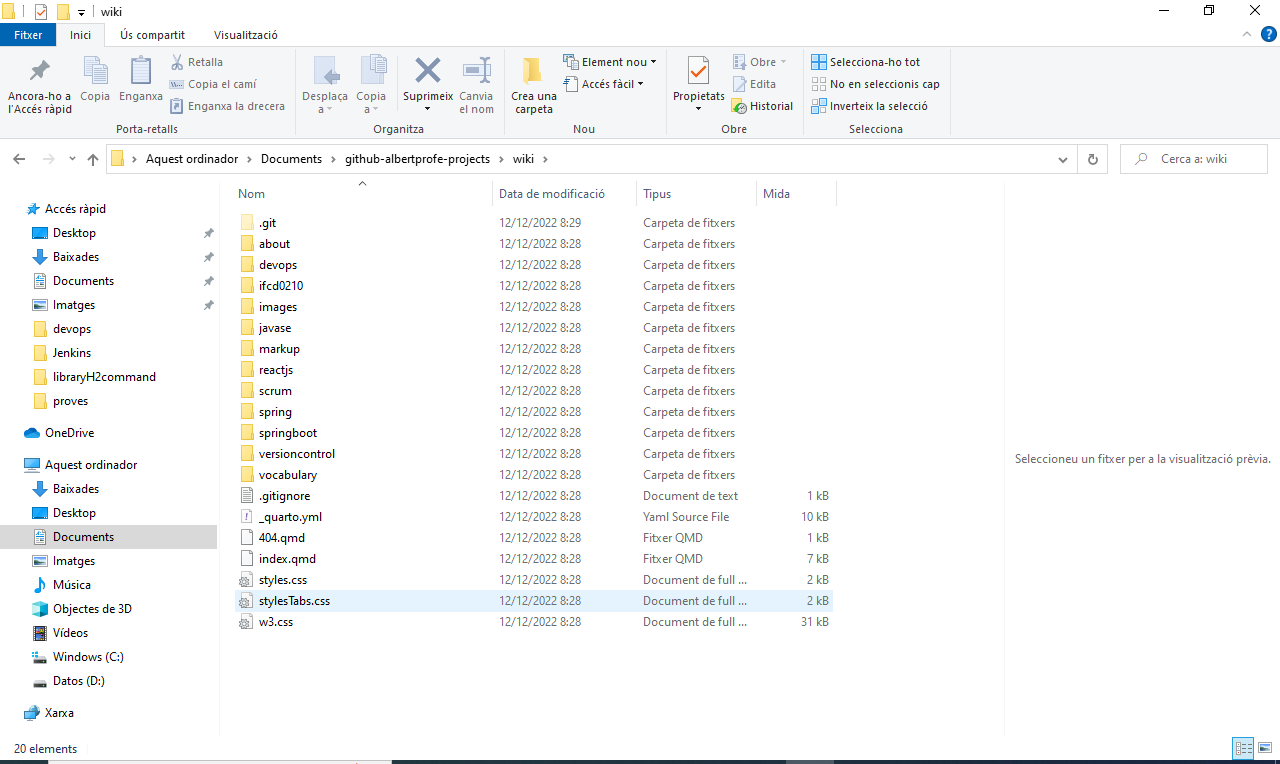 wiki
Fitxer Inici Ús compartit Visualització
Ancora-ho a l'Accés ràpid
Copia
Enganxa
Retalla
Copia el camí
Enganxa la drecera
Porta-retalls
Desplaça a
Copia a
Suprimeix
Canvia el nom
Organitza
Crea una carpeta
Element nou
Accés fàcil
Nou
Propietats
Obre
Edita
Historial
Obre
Selecciona-ho tot
No en seleccionis cap
Inverteix la selecció
Selecciona
Aquest ordinador > Documents > github-albertprofe-projects > wiki >
Cerca a: wiki
Accés ràpid
Desktop
Baixades
Documents
Imatges
devops
Jenkins
libraryH2command
proves
OneDrive
Aquest ordinador
Baixades
Desktop
Documents
Imatges
Música
Objectes de 3D
Vídeos
Windows (C:)
Datos (D:)
Xarxa
Nom Data de modificació Tipus Mida
.git 12/12/2022 8:29 Carpeta de fitxers
about 12/12/2022 8:28 Carpeta de fitxers
devops 12/12/2022 8:28 Carpeta de fitxers
ifcd0210 12/12/2022 8:28 Carpeta de fitxers
images 12/12/2022 8:28 Carpeta de fitxers
javase 12/12/2022 8:28 Carpeta de fitxers
markup 12/12/2022 8:28 Carpeta de fitxers
reactjs 12/12/2022 8:28 Carpeta de fitxers
scrum 12/12/2022 8:28 Carpeta de fitxers
spring 12/12/2022 8:28 Carpeta de fitxers
springboot 12/12/2022 8:28 Carpeta de fitxers
versioncontrol 12/12/2022 8:28 Carpeta de fitxers
vocabulary 12/12/2022 8:28 Carpeta de fitxers
.gitignore 12/12/2022 8:28 Document de text 1 kB
_quarto.yml 12/12/2022 8:28 Yaml Source File 10 kB
404.qmd 12/12/2022 8:28 Fitxer QMD 1 kB
index.qmd 12/12/2022 8:28 Fitxer QMD 7 kB
styles.css 12/12/2022 8:28 Document de full ... 2 kB
stylesTabs.css 12/12/2022 8:28 Document de full ... 2 kB
w3.css 12/12/2022 8:28 Document de full ... 31 kB
Seleccioneu un fitxer per a la visualització prèvia.
20 elements